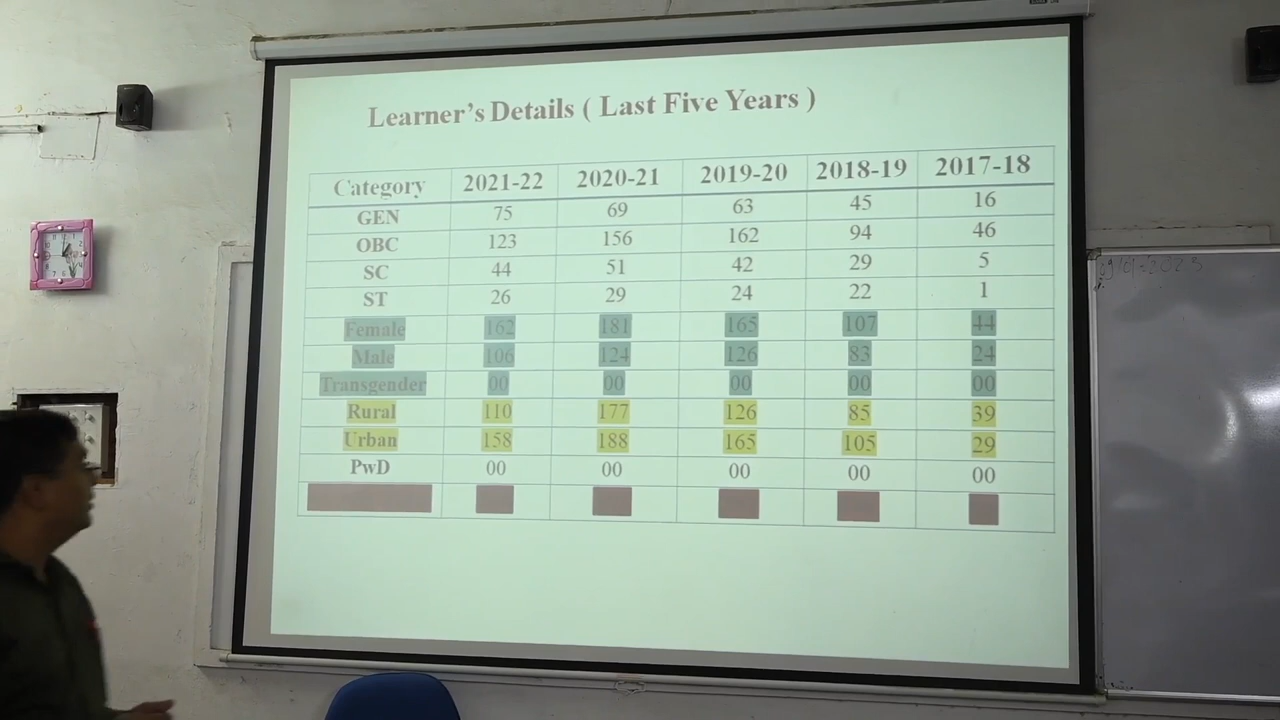 Learner's Details ( Last Five Years )
Category 2021-22 2020-21 2019-20 2018-19 2017-18
GEN 75 69 63 45 16
OBC 123 156 162 94 46
SC 44 51 42 29 5
ST 26 29 24 22 1
Female 162 181 165 107 44
Male 106 124 126 83 24
Transgender 00 00 00 00 00
Rural 110 177 126 85 39
Urban 158 188 165 105 29
PwD 00 00 00 00 00